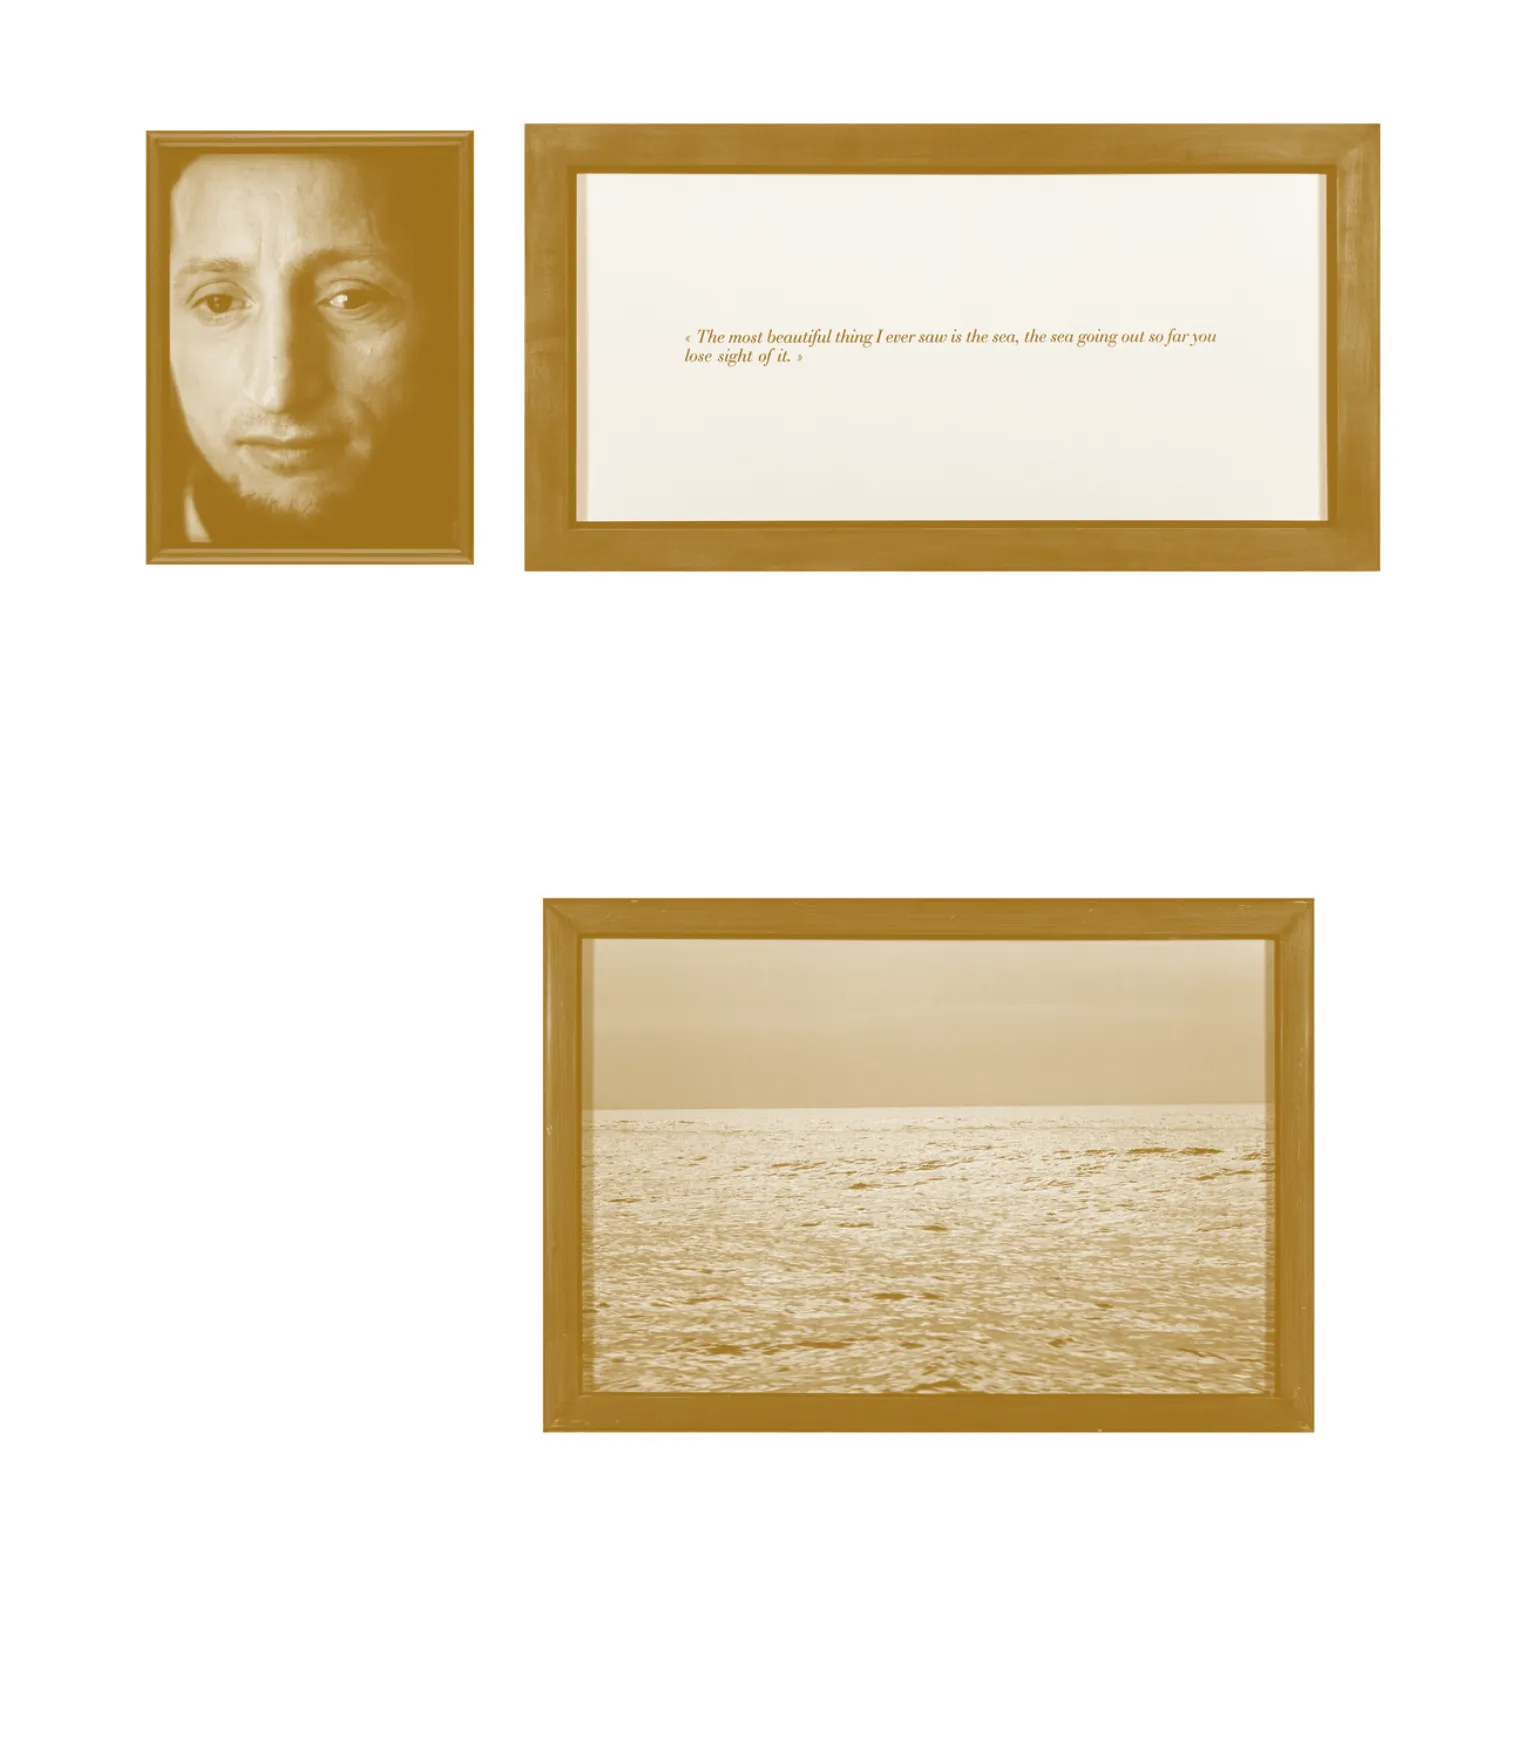 « The most beautiful thing I ever saw is the sea, the sea going out so far you
lose sight of it. »